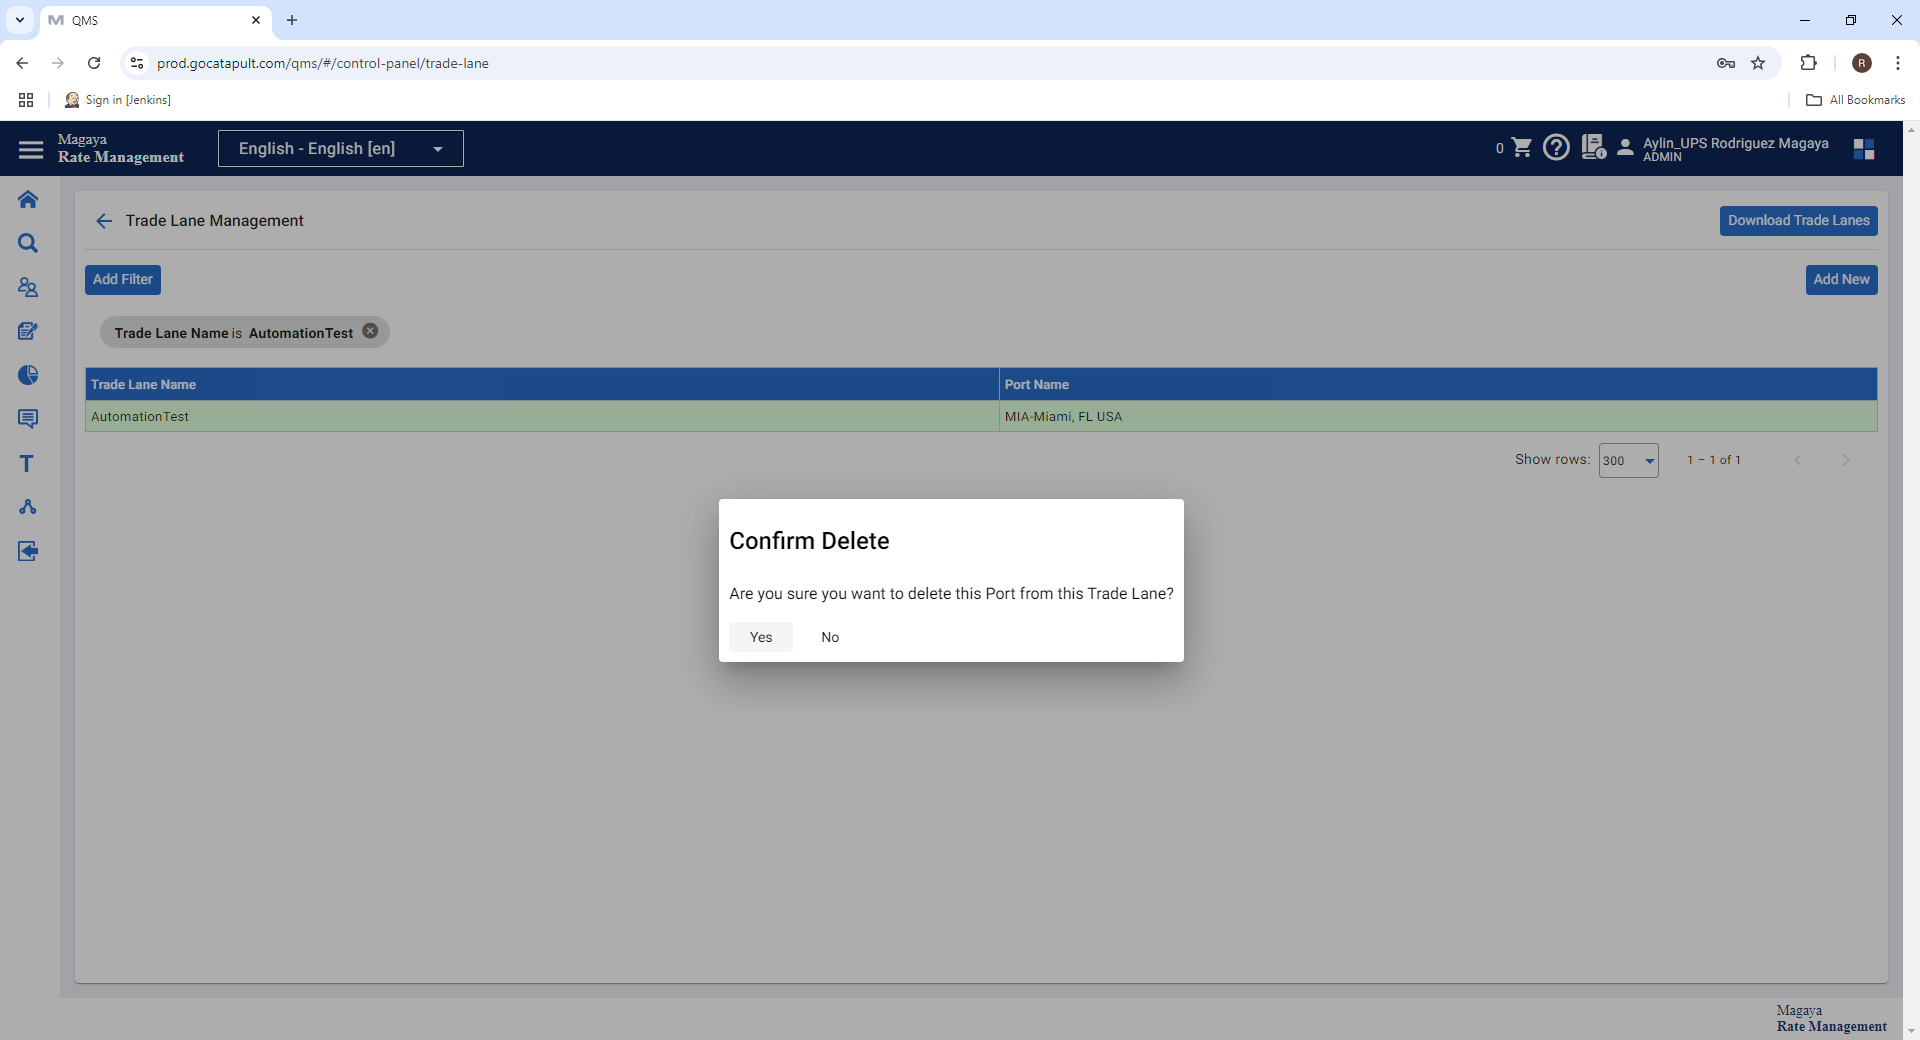 QMS
prod.gocatapult.com/qms/#/control-panel/trade-lane
R
Sign in [Jenkins]
All Bookmarks
Magaya
Rate Management
English - English [en]
0
Aylin_UPS Rodriguez Magaya
ADMIN
Trade Lane Management
Download Trade Lanes
Add Filter
Add New
Trade Lane Name is AutomationTest
Trade Lane Name
Port Name
AutomationTest
MIA-Miami, FL USA
Show rows:
300
1 – 1 of 1
Confirm Delete
Are you sure you want to delete this Port from this Trade Lane?
Yes
No
Magaya
Rate Management